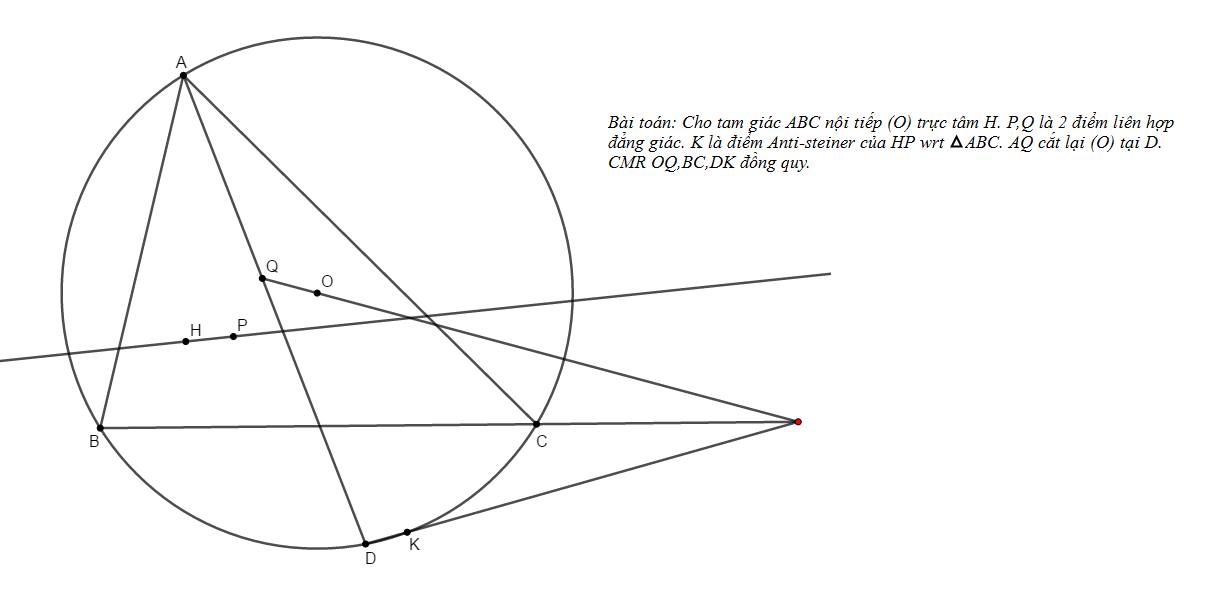 A
Bài toán: Cho tam giác ABC nội tiếp (O) trực tâm H. P,Q là 2 điểm liên hợp
đẳng giác. K là điểm Anti-steiner của HP wrt ΔABC. AQ cắt lại (O) tại D.
CMR OQ,BC,DK đồng quy.
Q
O
H
P
B
C
D
K